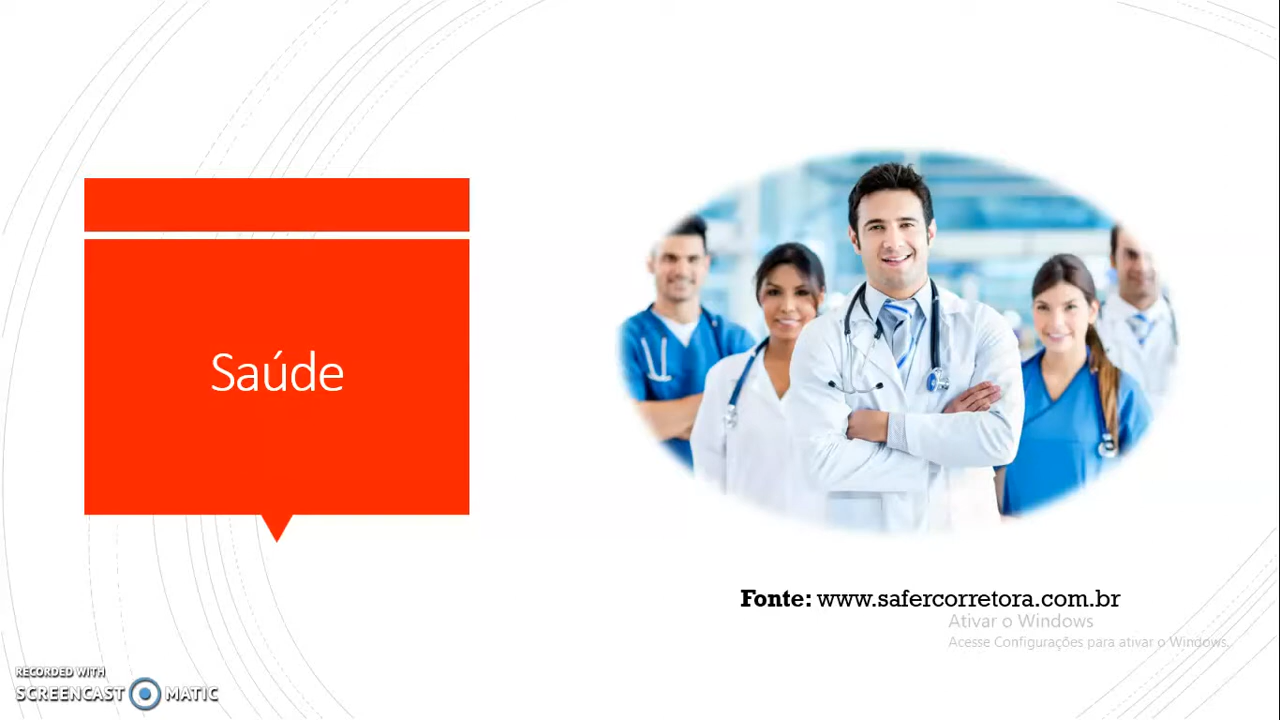 Saúde
Fonte: www.safercorretora.com.br
Ativar o Windows
Acesse Configurações para ativar o Windows.
RECORDED WITH
SCREENCAST MATIC